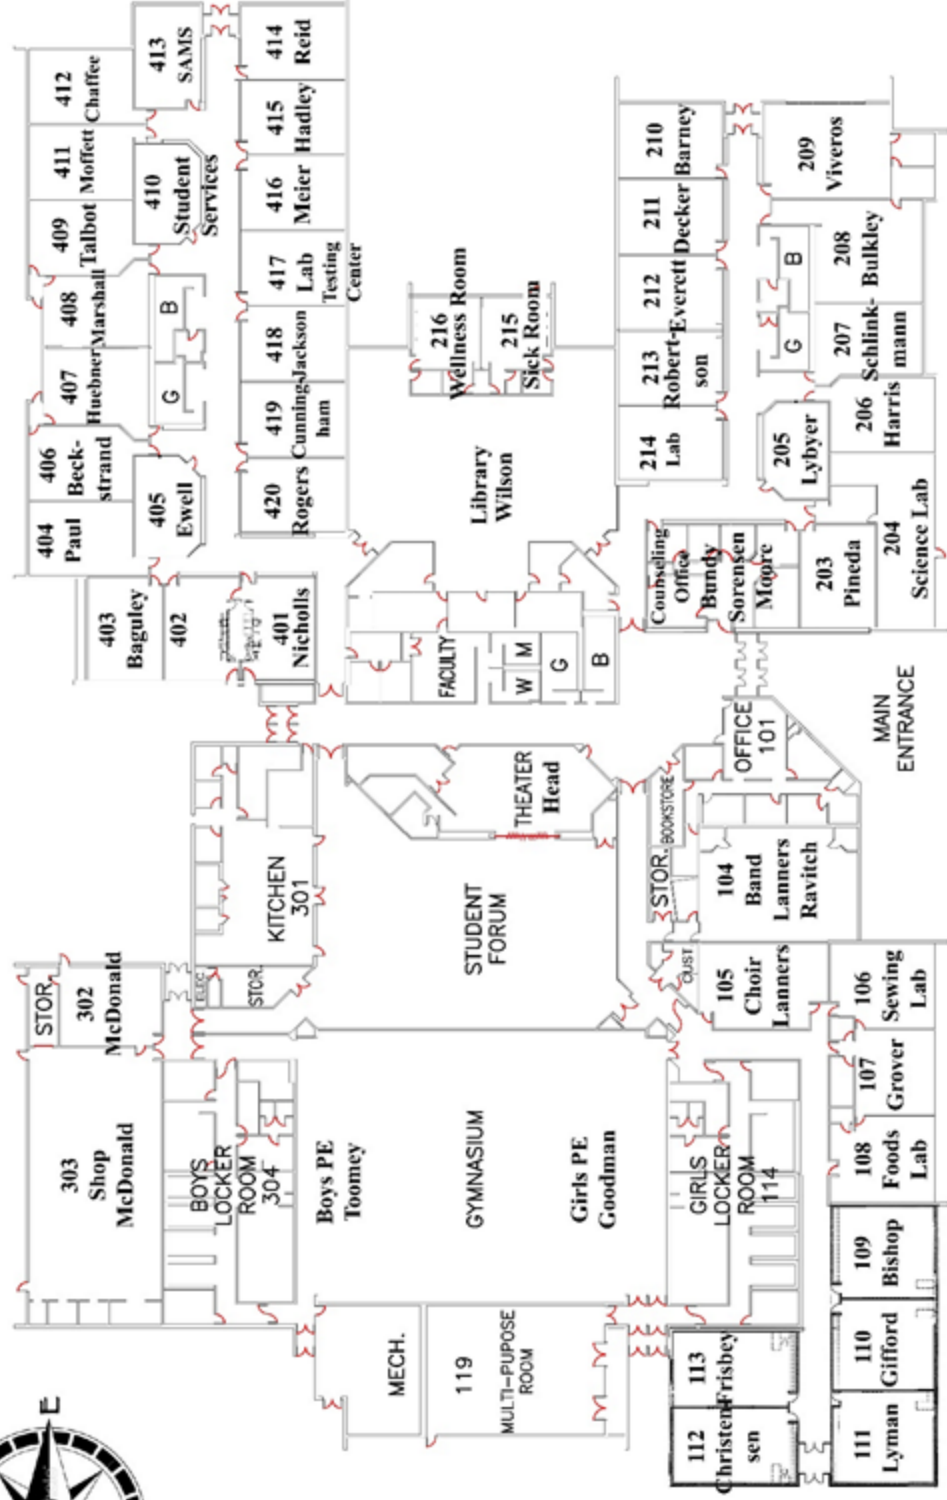 412
Chaffee
413
SAMS
414
Reid
411
Moffett
415
Hadley
410
Student
Services
416
Meier
409
Talbot
417
Lab
Testing
Center
408
Marshall
B
418
Jackson
407
Huebner
G
419
Cunning-
ham
406
Beck-
strand
405
Ewell
420
Rogers
404
Paul
403
Baguley
402
401
Nicholls
216
Wellness Room
215
Sick Room
Library
Wilson
210
Barney
209
Viveros
211
Decker
212
Everett
B
208
Bulkley
213
Robert-
son
G
207
Schlink-
mann
214
Lab
205
Lybyer
206
Harris
204
Science Lab
Counseling
Office
Bundy
Sorensen
Moore
203
Pineda
FACULTY
W
M
G
B
OFFICE
101
MAIN
ENTRANCE
THEATER
Head
BOOKSTORE
STOR.
KITCHEN
301
STUDENT
FORUM
104
Band
Lanners
Ravitch
STOR.
302
McDonald
ELEC
STOR.
CUST
105
Choir
Lanners
106
Sewing
Lab
107
Grover
303
Shop
McDonald
BOYS
LOCKER
ROOM
304
Boys PE
Toomey
GYMNASIUM
Girls PE
Goodman
GIRLS
LOCKER
ROOM
114
108
Foods
Lab
109
Bishop
MECH.
119
MULTI-PUPOSE
ROOM
113
Frisbey
110
Gifford
112
Christen-
sen
111
Lyman
E